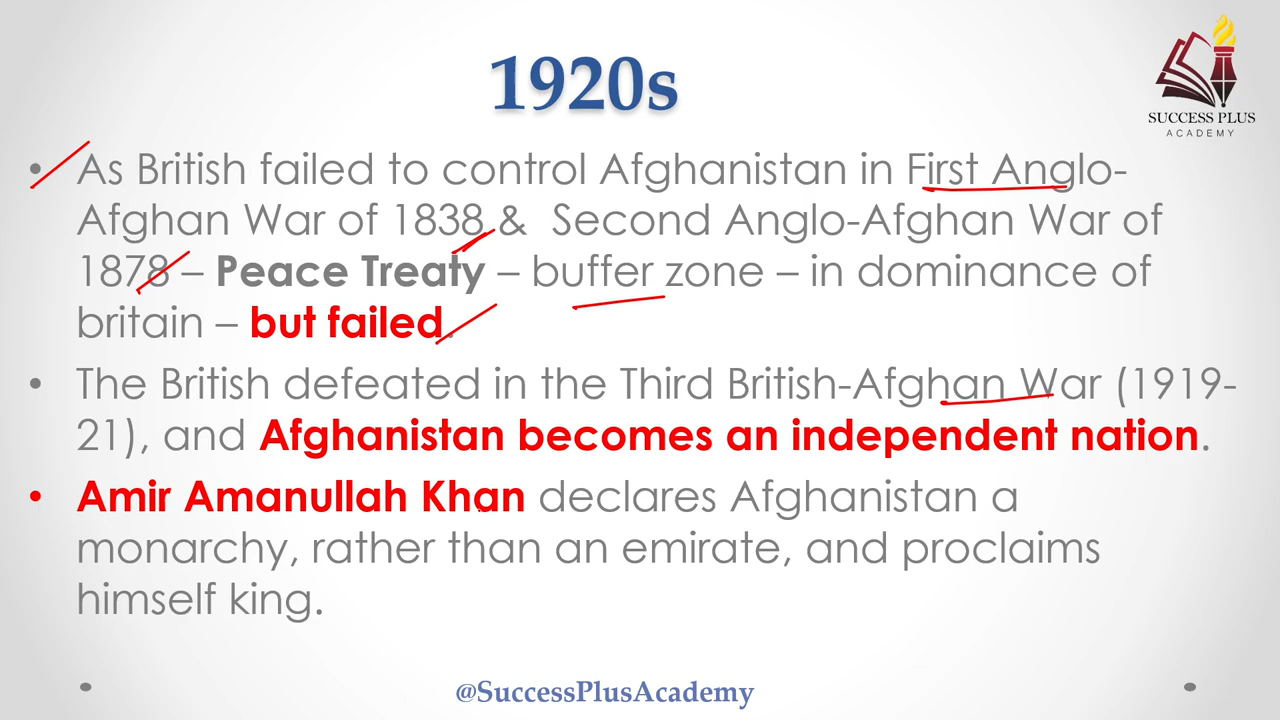 1920s
SUCCESS PLUS
ACADEMY
• As British failed to control Afghanistan in First Anglo-
Afghan War of 1838 & Second Anglo-Afghan War of
1878 – Peace Treaty – buffer zone – in dominance of
britain – but failed.
• The British defeated in the Third British-Afghan War (1919-
21), and Afghanistan becomes an independent nation.
• Amir Amanullah Khan declares Afghanistan a
monarchy, rather than an emirate, and proclaims
himself king.
@SuccessPlusAcademy